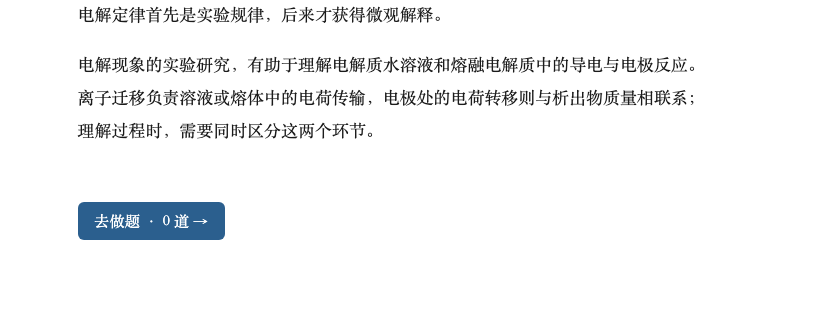 电解定律首先是实验规律，后来才获得微观解释。
电解现象的实验研究，有助于理解电解质水溶液和熔融电解质中的导电与电极反应。
离子迁移负责溶液或熔体中的电荷传输，电极处的电荷转移则与析出物质量相联系；
理解过程时，需要同时区分这两个环节。
去做题 · 0 道 →